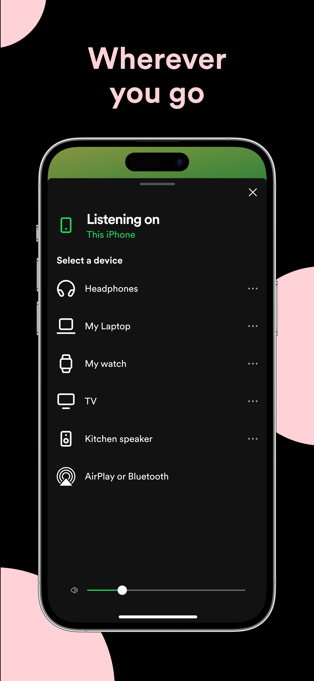 Wherever
you go
Listening on
This iPhone
Select a device
Headphones
My Laptop
My watch
TV
Kitchen speaker
AirPlay or Bluetooth